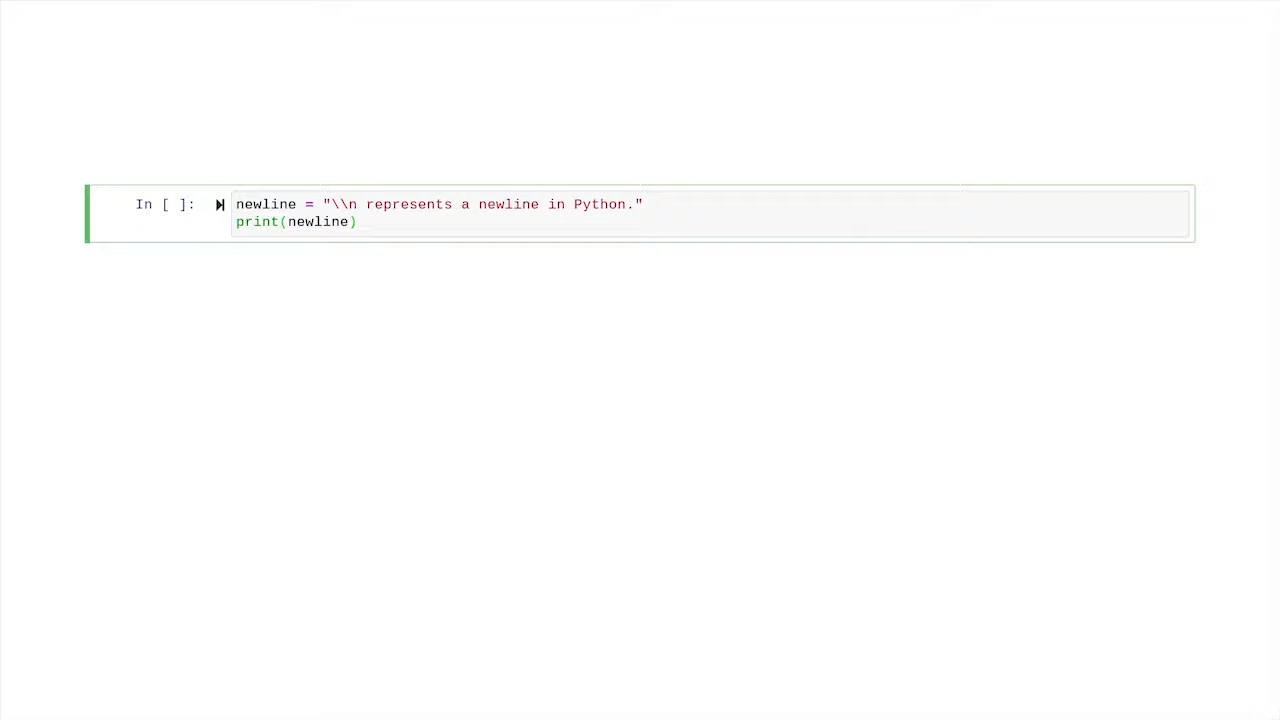 In [ ]: newline = "\\n represents a newline in Python."
print(newline)